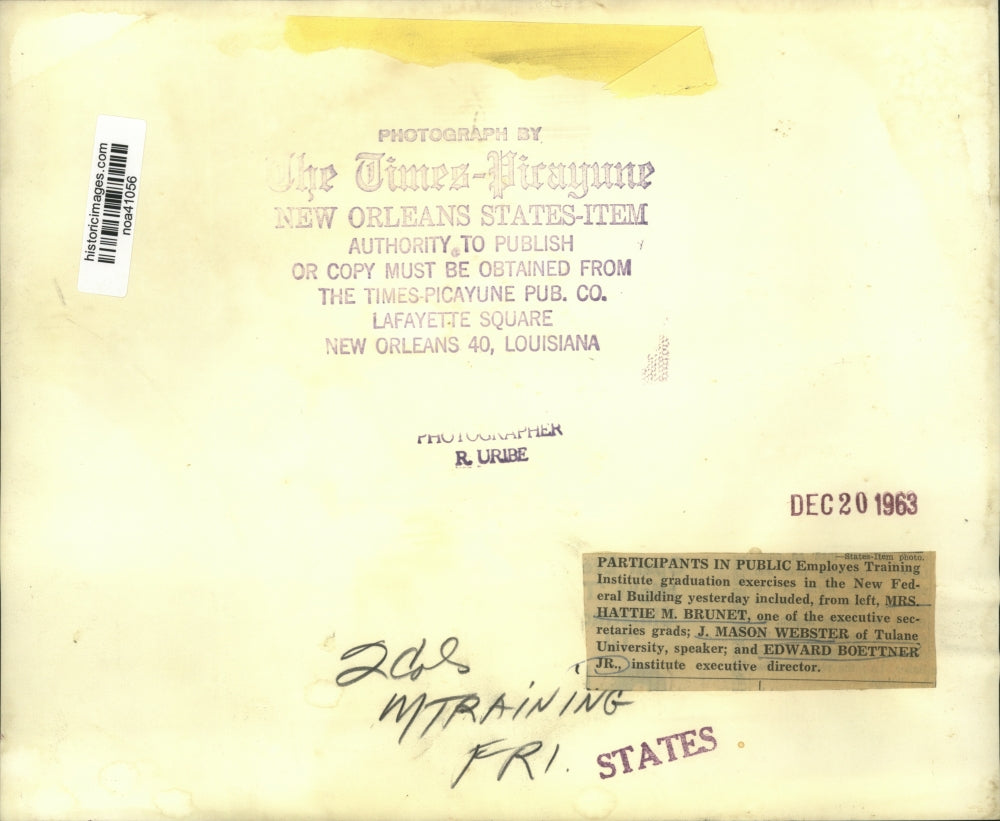 historicimages.com
noa41056
PHOTOGRAPH BY
The Times-Picayune
NEW ORLEANS STATES-ITEM
AUTHORITY TO PUBLISH
OR COPY MUST BE OBTAINED FROM
THE TIMES-PICAYUNE PUB. CO.
LAFAYETTE SQUARE
NEW ORLEANS 40, LOUISIANA
PHOTOGRAPHER
R. URIBE
DEC 20 1963
—States-Item photo.
PARTICIPANTS IN PUBLIC Employes Training
Institute graduation exercises in the New Fed-
eral Building yesterday included, from left, MRS.
HATTIE M. BRUNET, one of the executive sec-
retaries grads; J. MASON WEBSTER of Tulane
University, speaker; and EDWARD BOETTNER
JR., institute executive director.
2 Cols
MTRAINING
FRI.
STATES